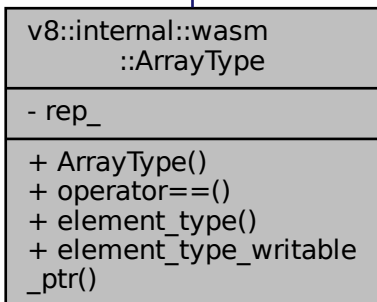 v8::internal::wasm
::ArrayType
- rep_
+ ArrayType()
+ operator==()
+ element_type()
+ element_type_writable
_ptr()